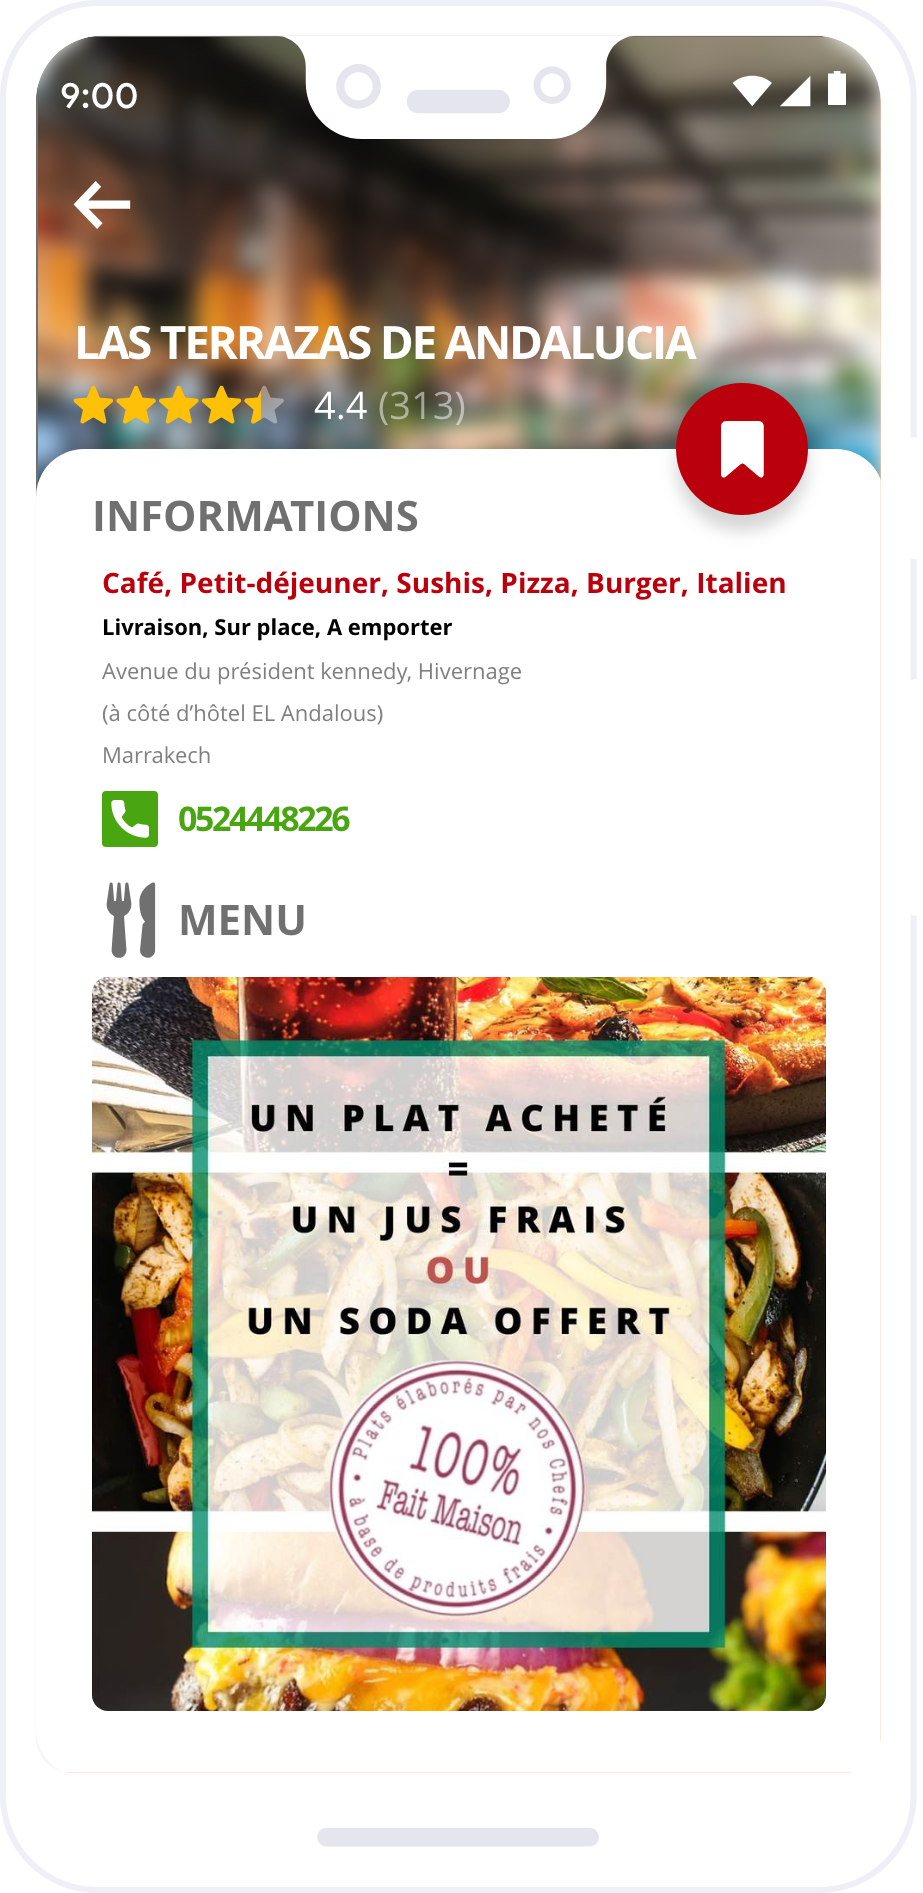 9:00
LAS TERRAZAS DE ANDALUCIA
4.4 (313)
INFORMATIONS
Café, Petit-déjeuner, Sushis, Pizza, Burger, Italien
Livraison, Sur place, A emporter
Avenue du président kennedy, Hivernage
(à côté d’hôtel EL Andalous)
Marrakech
0524448226
MENU
UN PLAT ACHETÉ
=
UN JUS FRAIS
OU
UN SODA OFFERT
• Plats élaborés par nos Chefs •
100%
Fait Maison
à base de produits frais